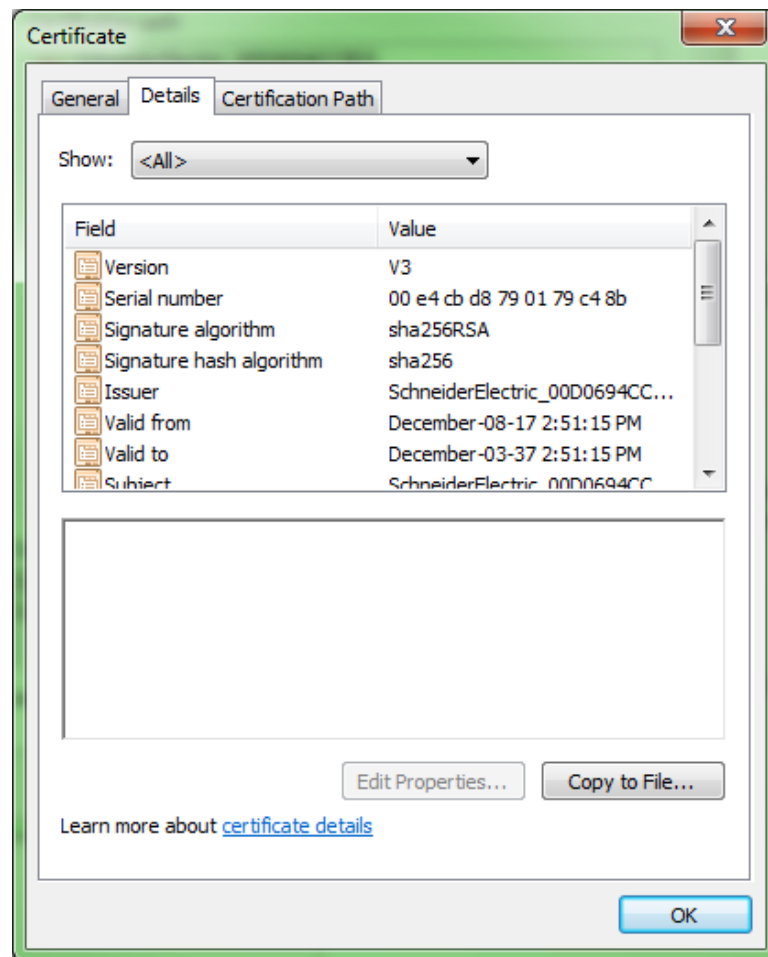 Certificate
General Details Certification Path
Show: <All>
Field Value
Version V3
Serial number 00 e4 cb d8 79 01 79 c4 8b
Signature algorithm sha256RSA
Signature hash algorithm sha256
Issuer SchneiderElectric_00D0694CC...
Valid from December-08-17 2:51:15 PM
Valid to December-03-37 2:51:15 PM
Subject SchneiderElectric_00D0694CC
Edit Properties... Copy to File...
Learn more about certificate details
OK